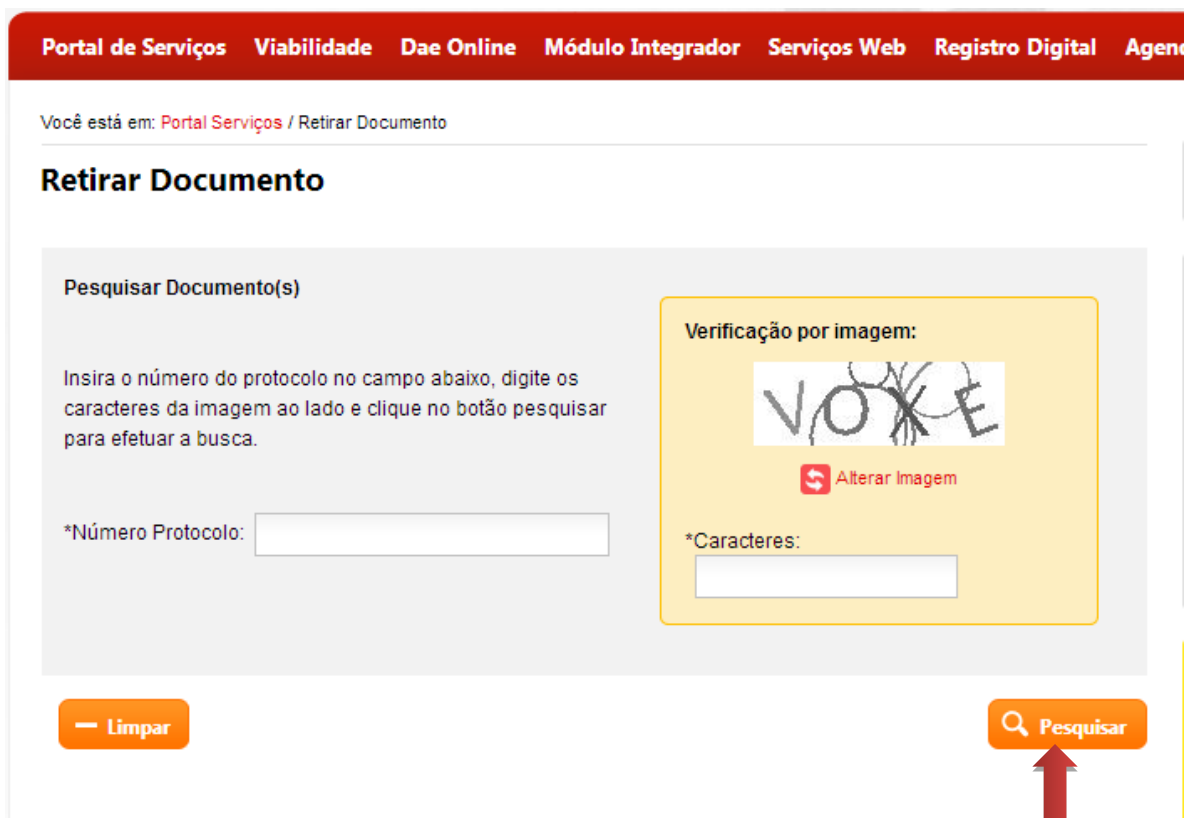 Portal de Serviços Viabilidade Dae Online Módulo Integrador Serviços Web Registro Digital Agend
Você está em: Portal Serviços / Retirar Documento
Retirar Documento
Pesquisar Documento(s)
Insira o número do protocolo no campo abaixo, digite os
caracteres da imagem ao lado e clique no botão pesquisar
para efetuar a busca.
*Número Protocolo:
Verificação por imagem:
VOXE
Alterar Imagem
*Caracteres:
Limpar
Pesquisar